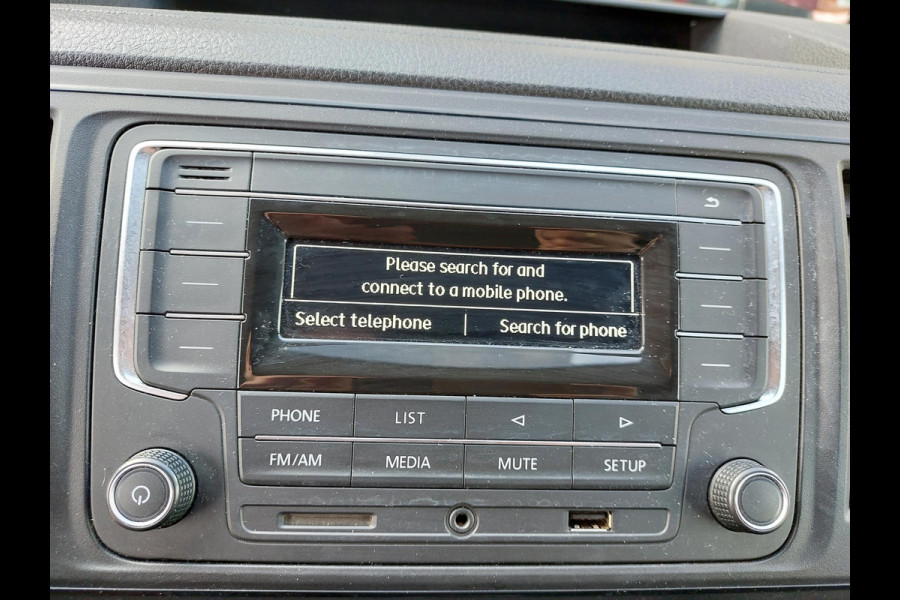 Please search for and
connect to a mobile phone.
Select telephone | Search for phone
PHONE LIST
FM/AM MEDIA MUTE SETUP